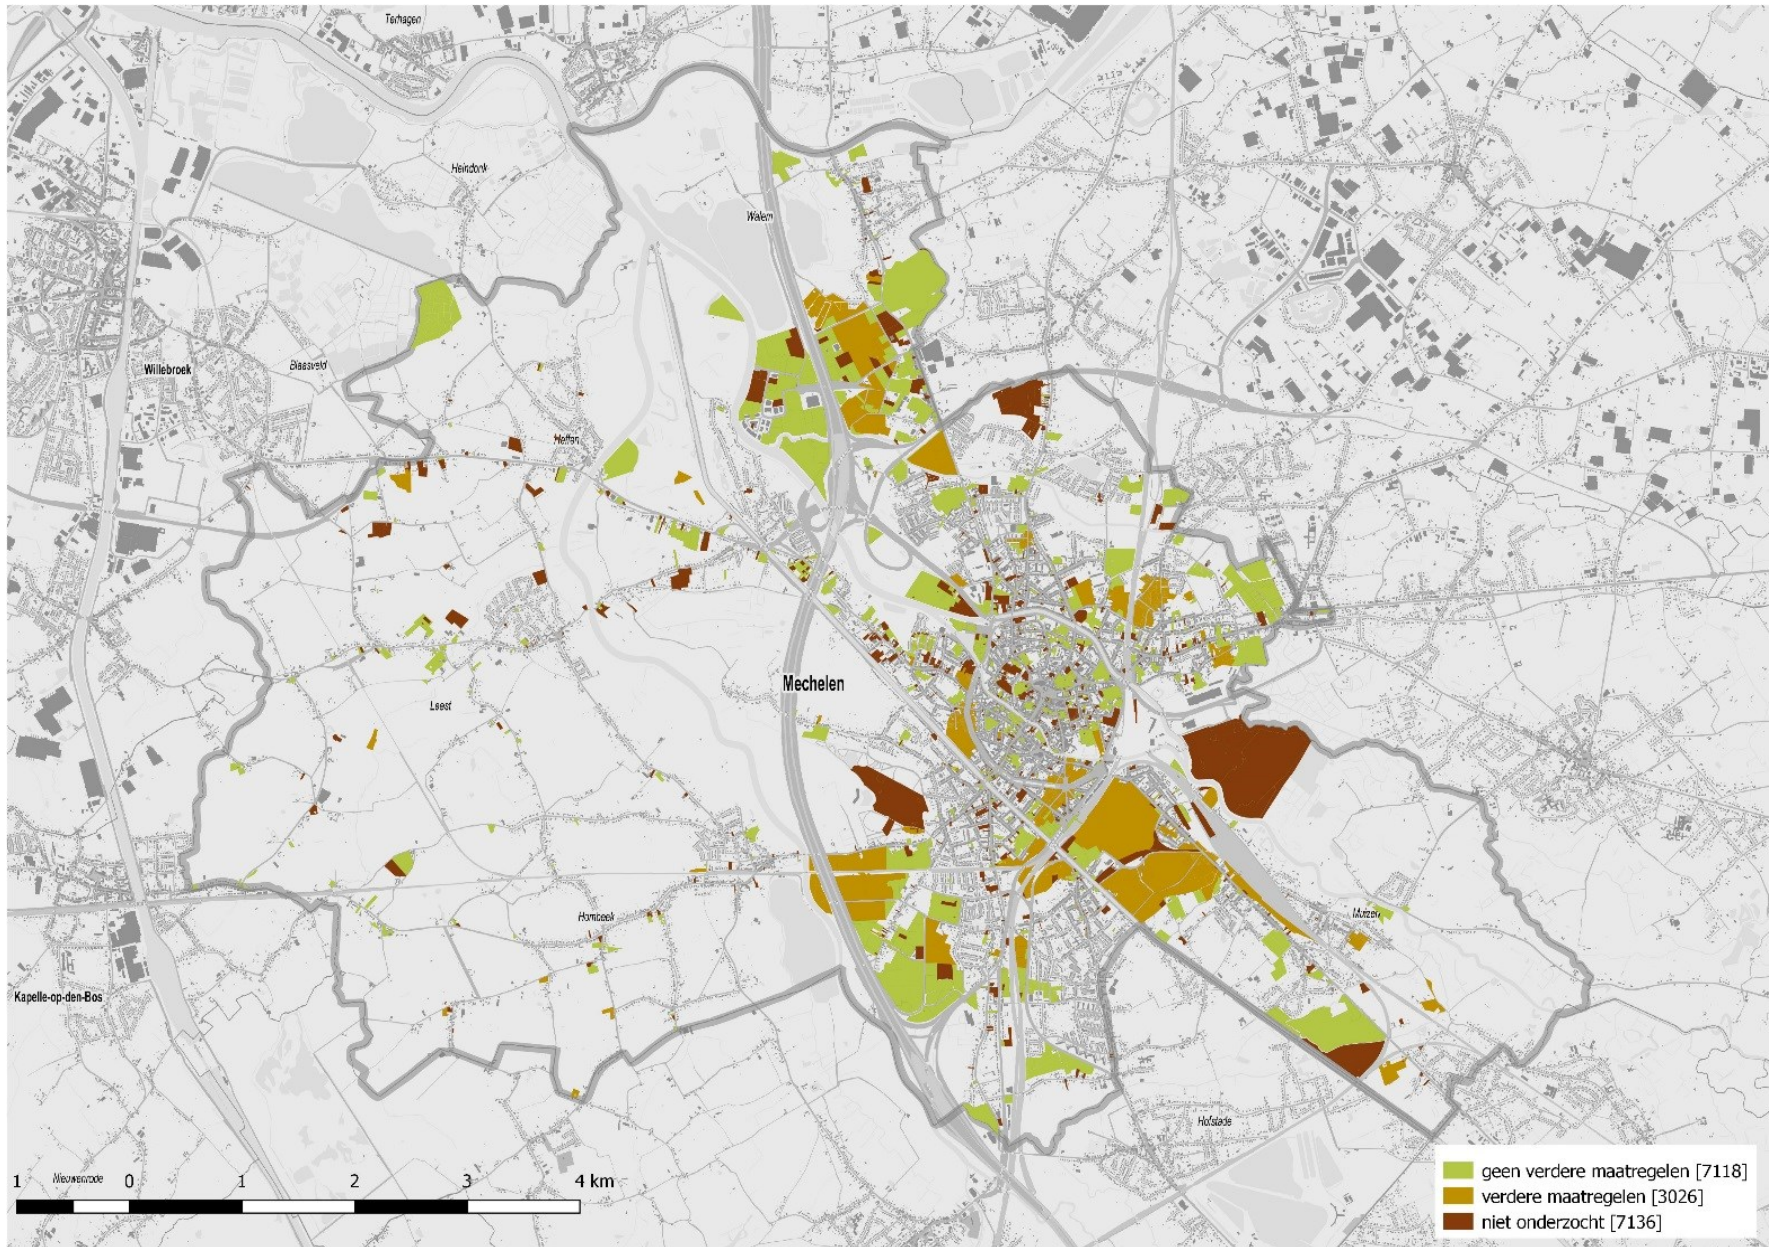 Terhagen
Heindonk
Walem
Willebroek
Blaasveld
Heffen
Mechelen
Leest
Hombeek
Muizen
Kapelle-op-den-Bos
Hofstade
Nieuwenrode
1 0 1 2 3 4 km
geen verdere maatregelen [7118]
verdere maatregelen [3026]
niet onderzocht [7136]